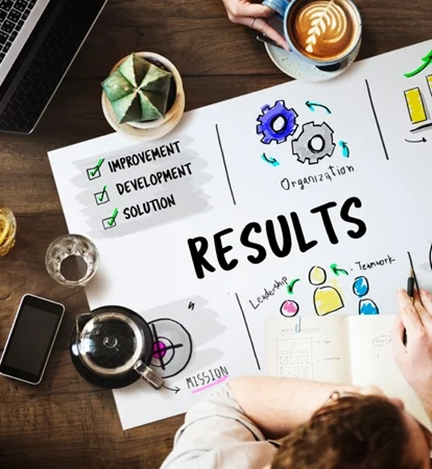 IMPROVEMENT
DEVELOPMENT
SOLUTION
Organization
RESULTS
Leadership
Teamwork
MISSION